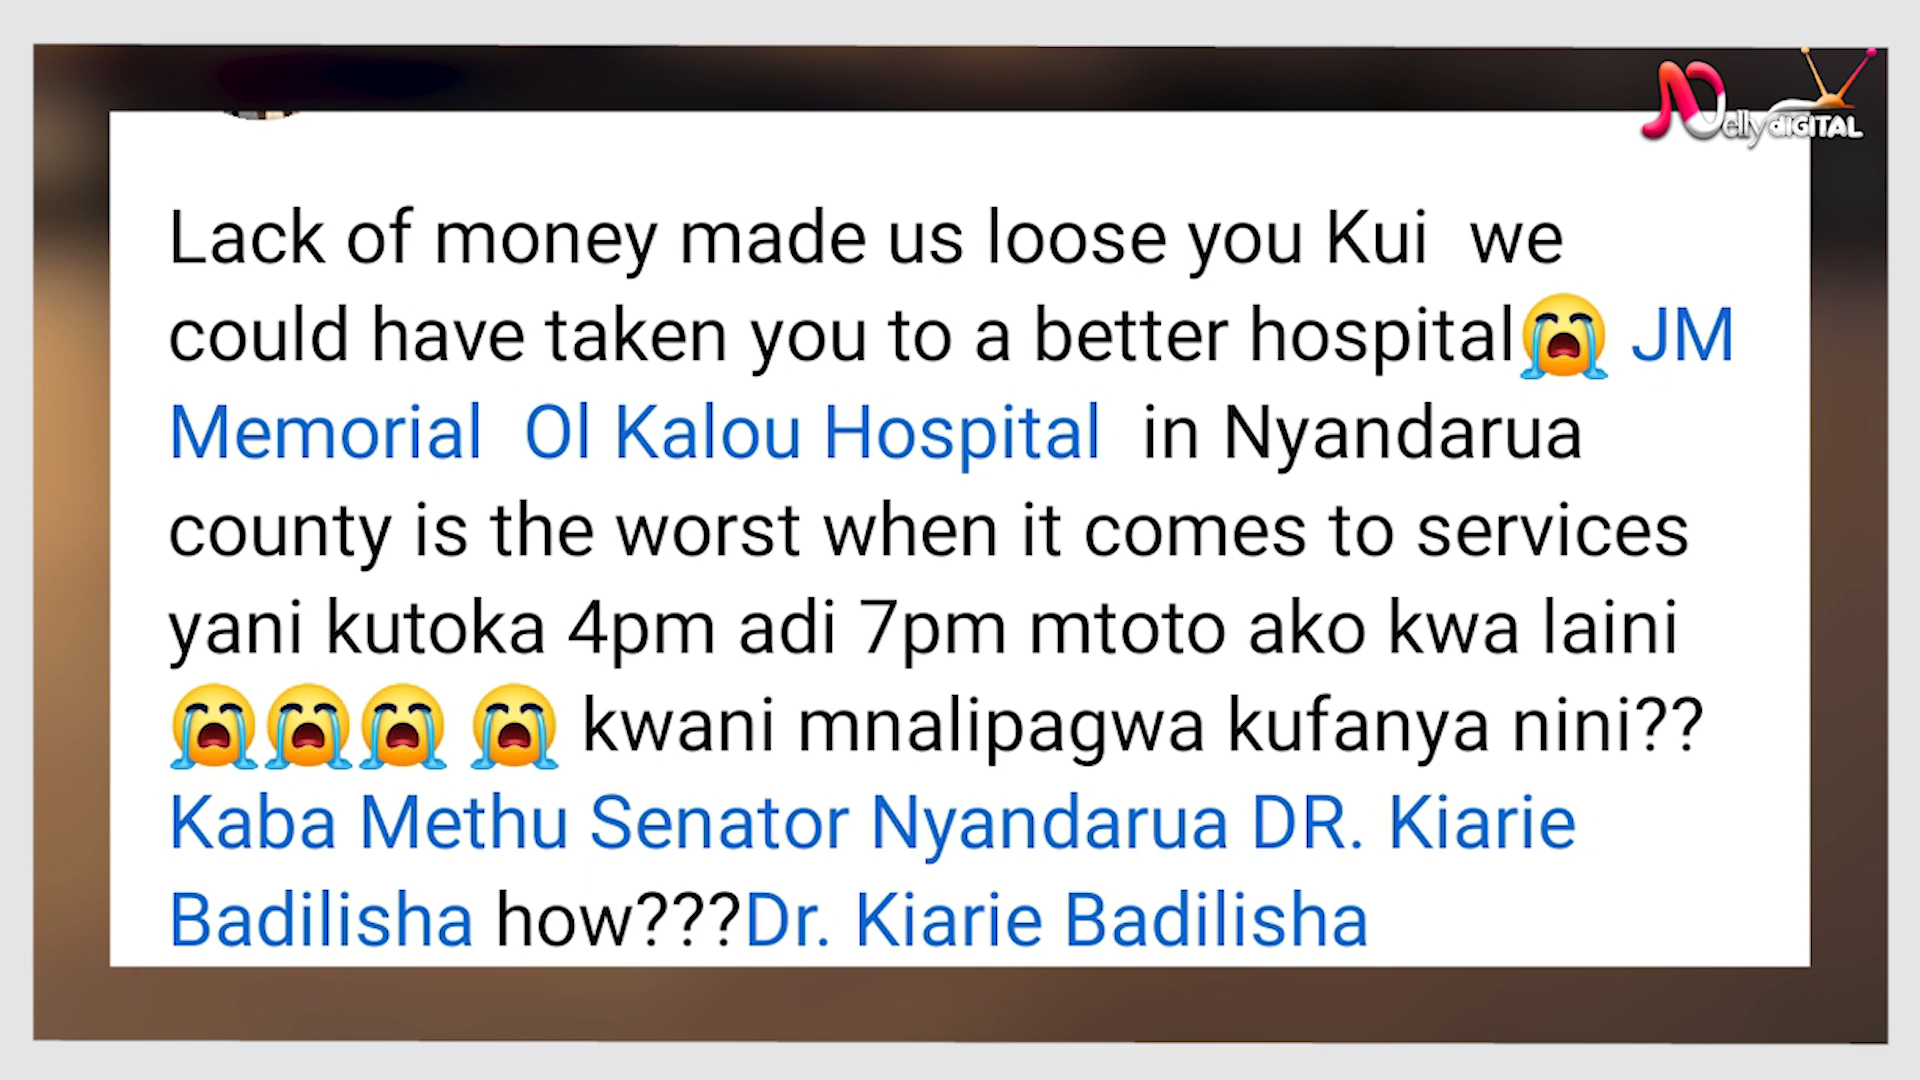 Nelly DIGITAL
Lack of money made us loose you Kui  we
could have taken you to a better hospital😭 JM
Memorial  Ol Kalou Hospital  in Nyandarua
county is the worst when it comes to services
yani kutoka 4pm adi 7pm mtoto ako kwa laini
😭😭😭 😭 kwani mnalipagwa kufanya nini??
Kaba Methu Senator Nyandarua DR. Kiarie
Badilisha how???Dr. Kiarie Badilisha